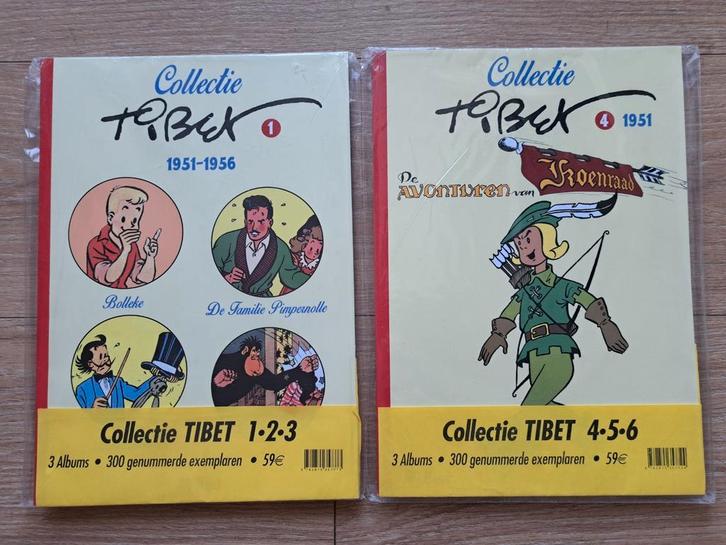 Collectie
TIBET 1
1951-1956
Bolleke
De Familie Pimpernolle
Collectie TIBET 1•2•3
3 Albums • 300 genummerde exemplaren • 59€
Collectie
TIBET 4 1951
De
AVONTUREN van
Koenraad
Collectie TIBET 4•5•6
3 Albums • 300 genummerde exemplaren • 59€